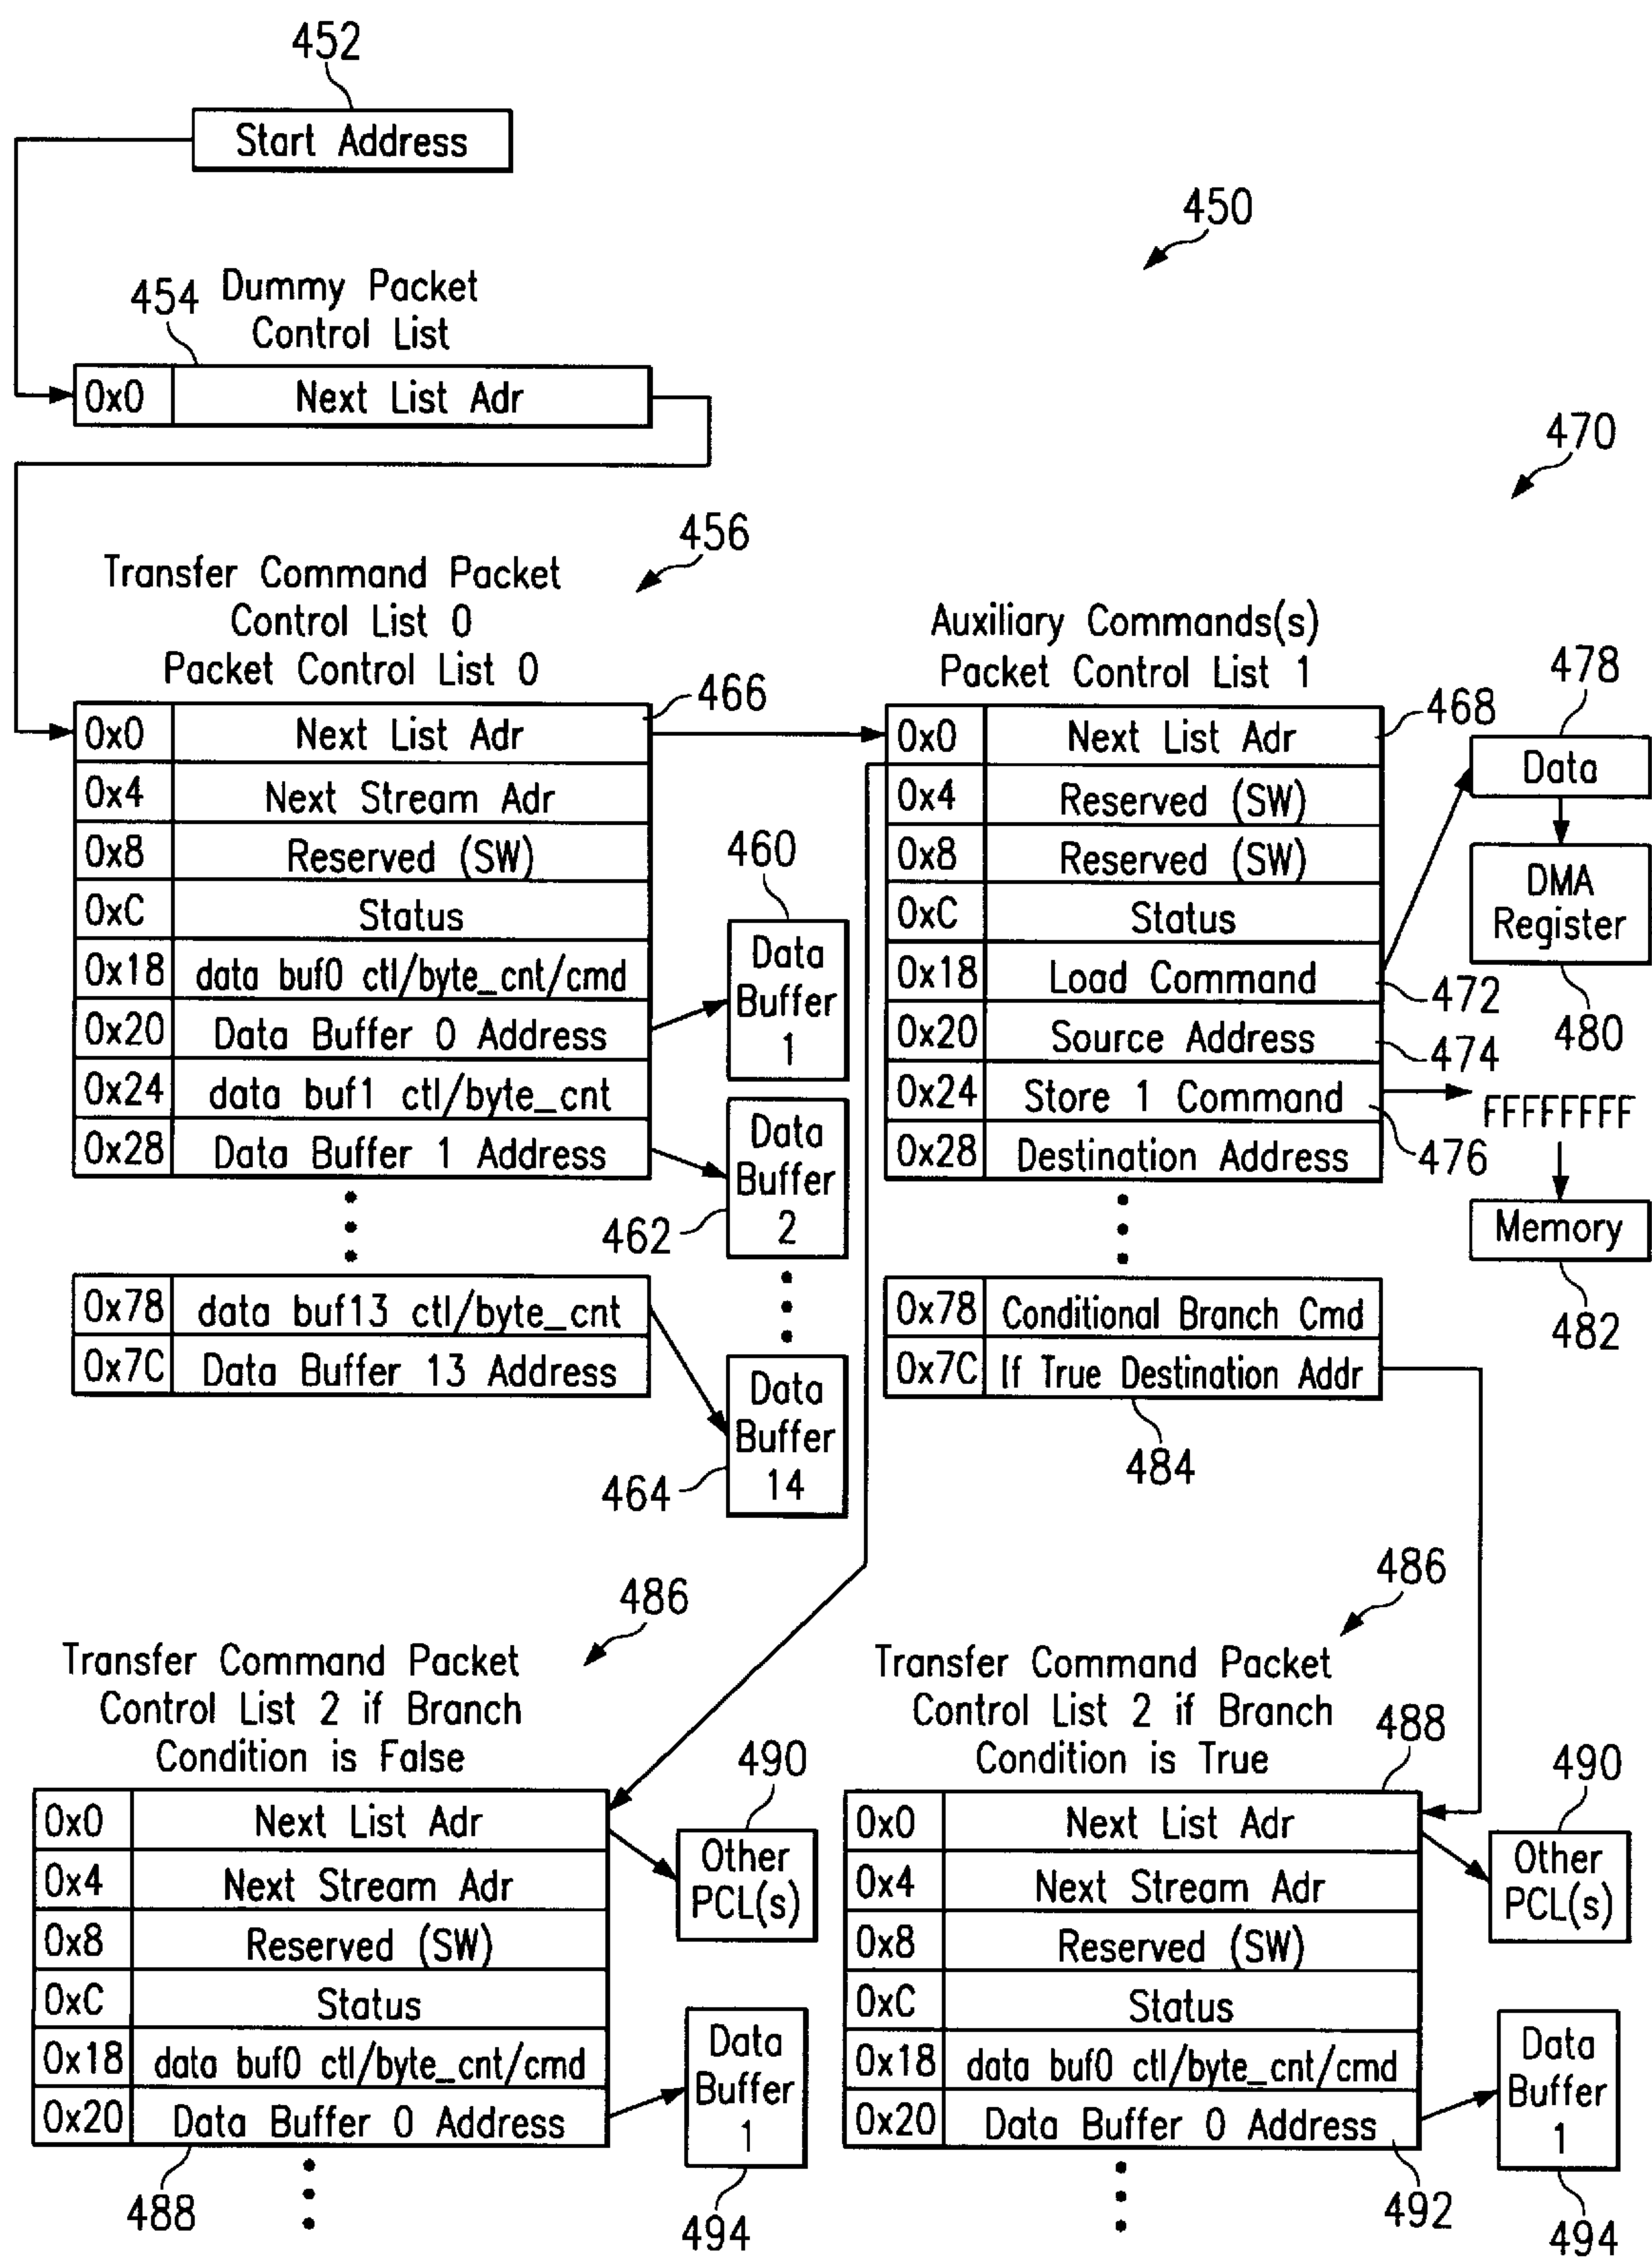 452
Start Address
450
454
Dummy Packet
Control List
0x0 Next List Adr
470
456
Transfer Command Packet
Control List 0
Packet Control List 0
466
0x0 Next List Adr
0x4 Next Stream Adr
0x8 Reserved (SW)
0xC Status
0x18 data buf0 ctl/byte_cnt/cmd
0x20 Data Buffer 0 Address
0x24 data buf1 ctl/byte_cnt
0x28 Data Buffer 1 Address
0x78 data buf13 ctl/byte_cnt
0x7C Data Buffer 13 Address
460
Data
Buffer
1
Data
Buffer
2
462
Data
Buffer
14
464
Auxiliary Commands(s)
Packet Control List 1
468
0x0 Next List Adr
0x4 Reserved (SW)
0x8 Reserved (SW)
0xC Status
0x18 Load Command
472
0x20 Source Address
474
0x24 Store 1 Command
476
0x28 Destination Address
0x78 Conditional Branch Cmd
0x7C If True Destination Addr
484
478
Data
DMA
Register
480
FFFFFFFF
Memory
482
486
Transfer Command Packet
Control List 2 if Branch
Condition is False
0x0 Next List Adr
0x4 Next Stream Adr
0x8 Reserved (SW)
0xC Status
0x18 data buf0 ctl/byte_cnt/cmd
0x20 Data Buffer 0 Address
488
490
Other
PCL(s)
Data
Buffer
1
494
486
Transfer Command Packet
Control List 2 if Branch
Condition is True
488
0x0 Next List Adr
0x4 Next Stream Adr
0x8 Reserved (SW)
0xC Status
0x18 data buf0 ctl/byte_cnt/cmd
0x20 Data Buffer 0 Address
492
490
Other
PCL(s)
Data
Buffer
1
494